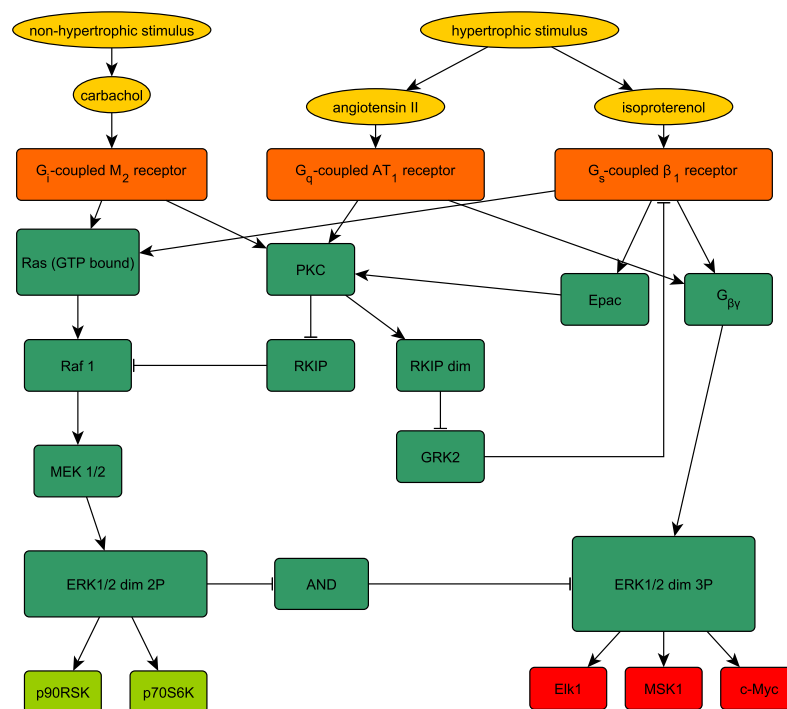 non-hypertrophic stimulus
hypertrophic stimulus
carbachol
angiotensin II
isoproterenol
Gi-coupled M2 receptor
Gq-coupled AT1 receptor
Gs-coupled β1 receptor
Ras (GTP bound)
PKC
Epac
Gβγ
Raf 1
RKIP
RKIP dim
GRK2
MEK 1/2
ERK1/2 dim 2P
AND
ERK1/2 dim 3P
p90RSK
p70S6K
Elk1
MSK1
c-Myc